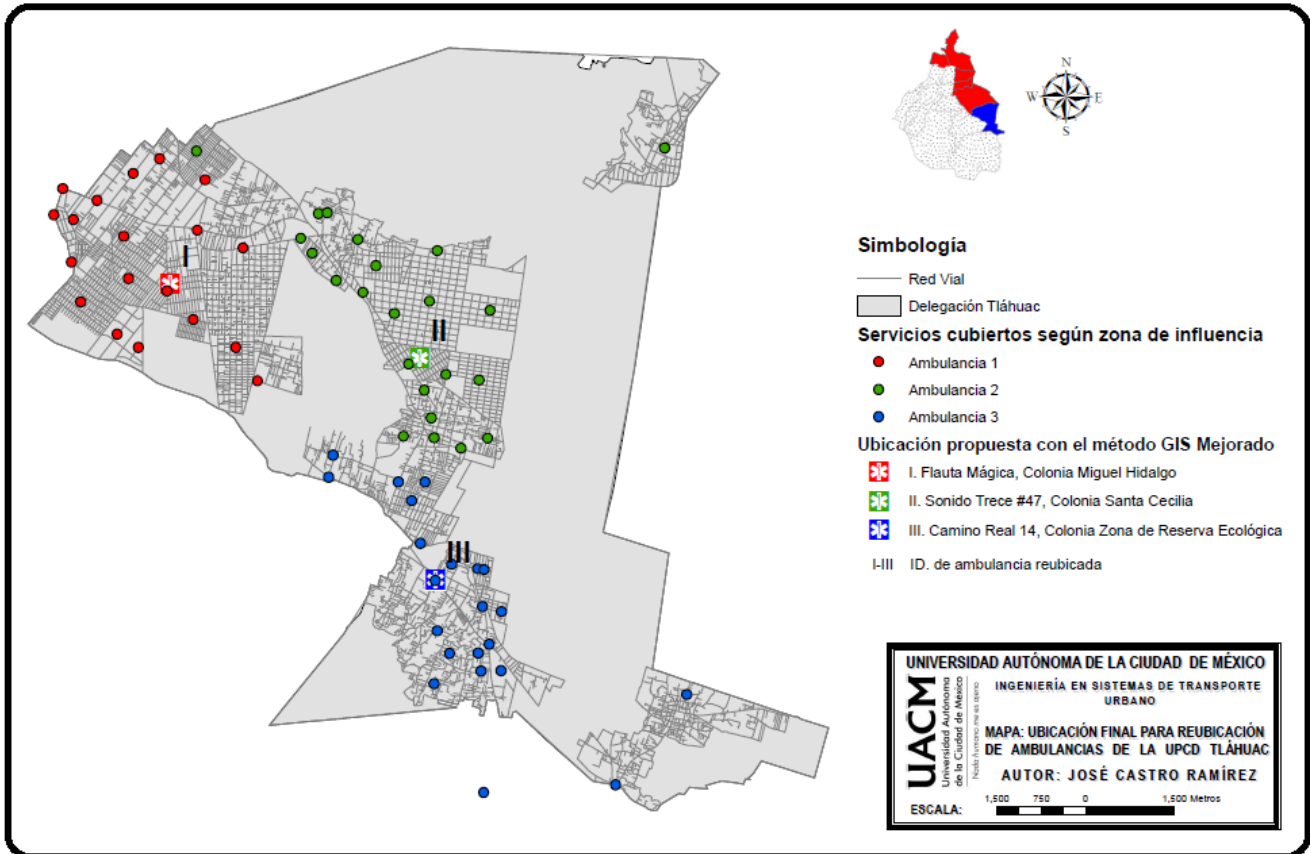 N
W
E
S
I
II
III
Simbología
Red Vial
Delegación Tláhuac
Servicios cubiertos según zona de influencia
Ambulancia 1
Ambulancia 2
Ambulancia 3
Ubicación propuesta con el método GIS Mejorado
I. Flauta Mágica, Colonia Miguel Hidalgo
II. Sonido Trece #47, Colonia Santa Cecilia
III. Camino Real 14, Colonia Zona de Reserva Ecológica
I-III ID. de ambulancia reubicada
UNIVERSIDAD AUTÓNOMA DE LA CIUDAD DE MÉXICO
UACM
Universidad Autónoma
de la Ciudad de México
Nada humano me es ajeno
INGENIERÍA EN SISTEMAS DE TRANSPORTE
URBANO
MAPA: UBICACIÓN FINAL PARA REUBICACIÓN
DE AMBULANCIAS DE LA UPCD TLÁHUAC
AUTOR: JOSÉ CASTRO RAMÍREZ
ESCALA:
1,500 750 0 1,500 Metros